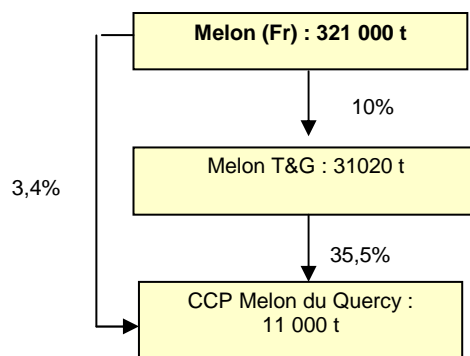 Melon (Fr) : 321 000 t
10%
Melon T&G : 31020 t
3,4%
35,5%
CCP Melon du Quercy :
11 000 t